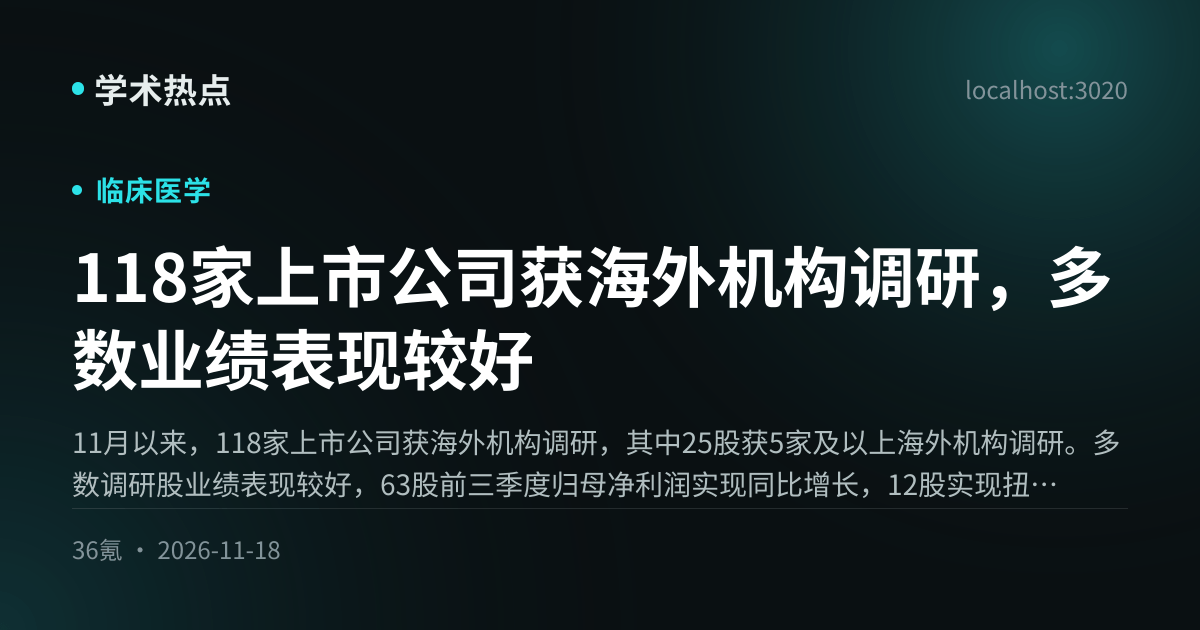 学术热点
localhost:3020
临床医学
118家上市公司获海外机构调研，多
数业绩表现较好
11月以来，118家上市公司获海外机构调研，其中25股获5家及以上海外机构调研。多
数调研股业绩表现较好，63股前三季度归母净利润实现同比增长，12股实现扭…
36氪 · 2026-11-18